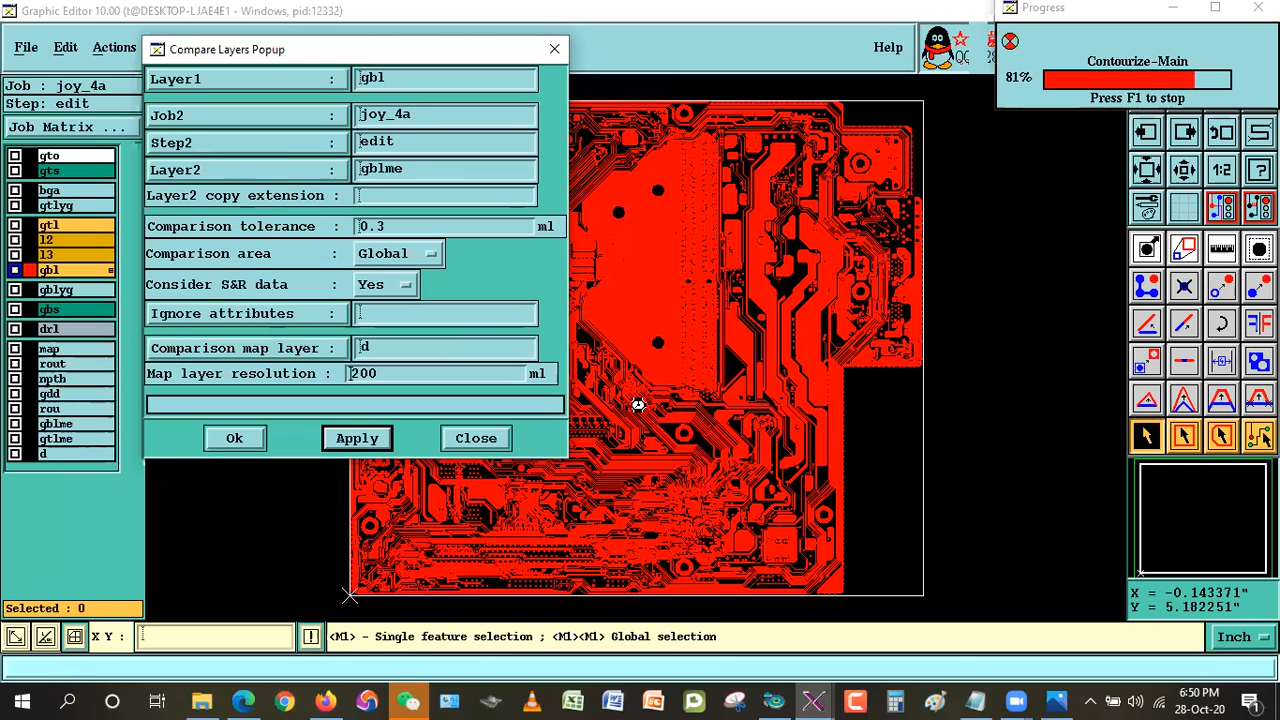 Graphic Editor 10.00 (t@DESKTOP-LJAE4E1 - Windows, pid:12332)
Progress
File Edit Actions
Help
QQ
Contourize-Main
81%
Press F1 to stop
Job : joy_4a
Step: edit
Job Matrix ...
gto
gts
bga
gtlyg
gtl
l2
l3
gbl
gblyg
gbs
drl
map
rout
npth
gdd
rou
gblme
gtlme
d
Compare Layers Popup
Layer1 : gbl
Job2 : joy_4a
Step2 : edit
Layer2 : gblme
Layer2 copy extension :
Comparison tolerance : 0.3 ml
Comparison area : Global
Consider S&R data : Yes
Ignore attributes :
Comparison map layer : d
Map layer resolution : 200 ml
Ok Apply Close
1:2
?
X = -0.143371"
Y = 5.182251"
Selected : 0
X Y : ! <M1> - Single feature selection ; <M1><M1> Global selection Inch
6:50 PM
28-Oct-20